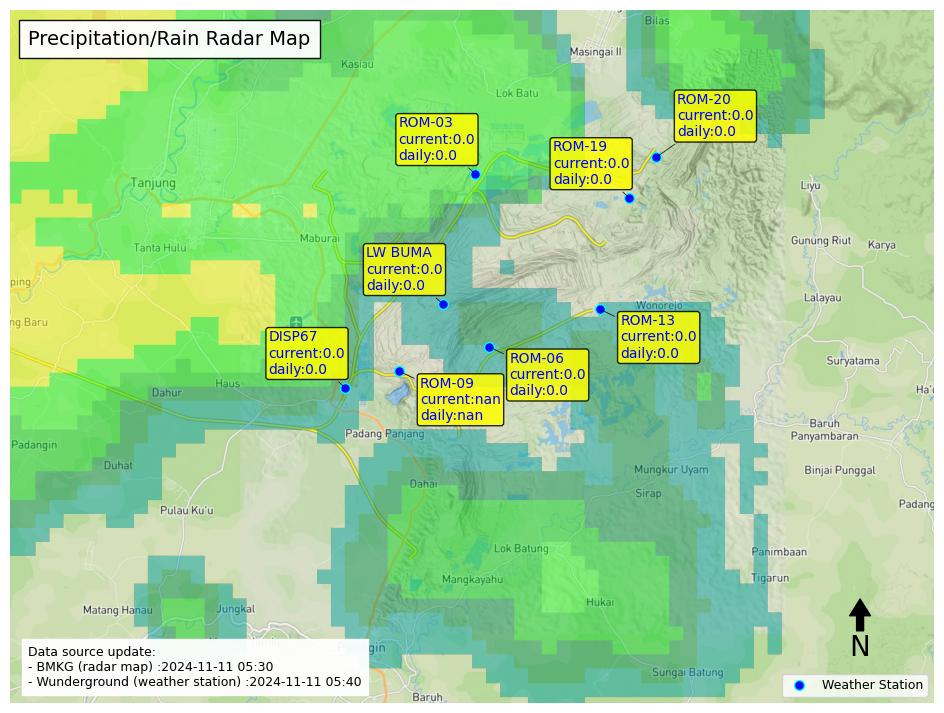 Precipitation/Rain Radar Map
Bilas
Masingai II
Kasiau
Lok Batu
ROM-20
current:0.0
daily:0.0
ROM-03
current:0.0
daily:0.0
ROM-19
current:0.0
daily:0.0
Tanjung
Liyu
Maburai
Tanta Hulu
Gunung Riut
Karya
LW BUMA
current:0.0
daily:0.0
ping
Lalayau
Wonorejo
ng Baru
ROM-13
current:0.0
daily:0.0
DISP67
current:0.0
daily:0.0
ROM-06
current:0.0
daily:0.0
Suryatama
Haus
Dahur
ROM-09
current:nan
daily:nan
Ha'
Baruh
Panyambaran
Padang Panjang
Padangin
Duhat
Mungkur Uyam
Binjai Punggal
Dahai
Sirap
Padang
Pulau Ku'u
Lok Batung
Panimbaan
Mangkayahu
Tigarun
Hukai
Matang Hanau
Jungkal
N
Data source update:
- BMKG (radar map) :2024-11-11 05:30
- Wunderground (weather station) :2024-11-11 05:40
gin
Sungai Batung
Baruh
Weather Station